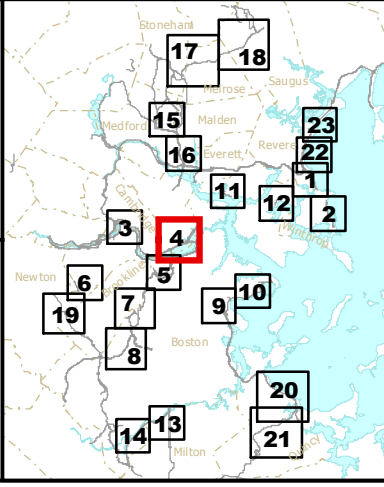 Stoneham
17
18
Melrose
Saugus
15
Medford
Malden
23
16
Everett
Revere
22
1
11
12
2
Cambridge
3
4
Winthrop
5
Newton
6
Brookline
10
7
9
19
Boston
8
20
13
14
21
Milton
Quincy